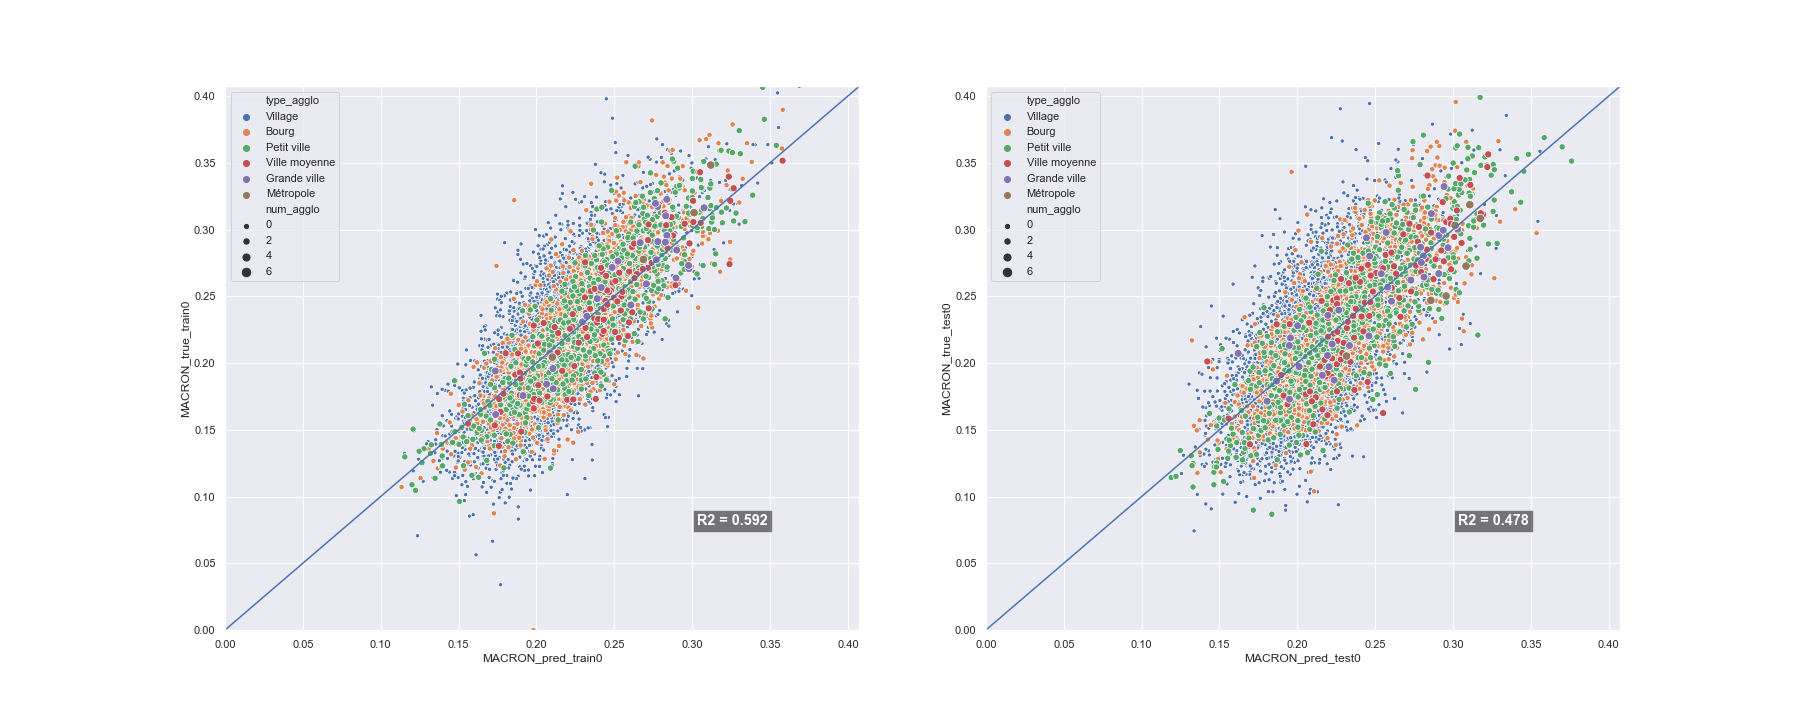 type_agglo
Village
Bourg
Petit ville
Ville moyenne
Grande ville
Métropole
num_agglo
0
2
4
6
0.40
0.35
0.30
0.25
0.20
0.15
0.10
0.05
0.00
MACRON_true_train0
R2 = 0.592
0.00 0.05 0.10 0.15 0.20 0.25 0.30 0.35 0.40
MACRON_pred_train0
type_agglo
Village
Bourg
Petit ville
Ville moyenne
Grande ville
Métropole
num_agglo
0
2
4
6
0.40
0.35
0.30
0.25
0.20
0.15
0.10
0.05
0.00
MACRON_true_test0
R2 = 0.478
0.00 0.05 0.10 0.15 0.20 0.25 0.30 0.35 0.40
MACRON_pred_test0